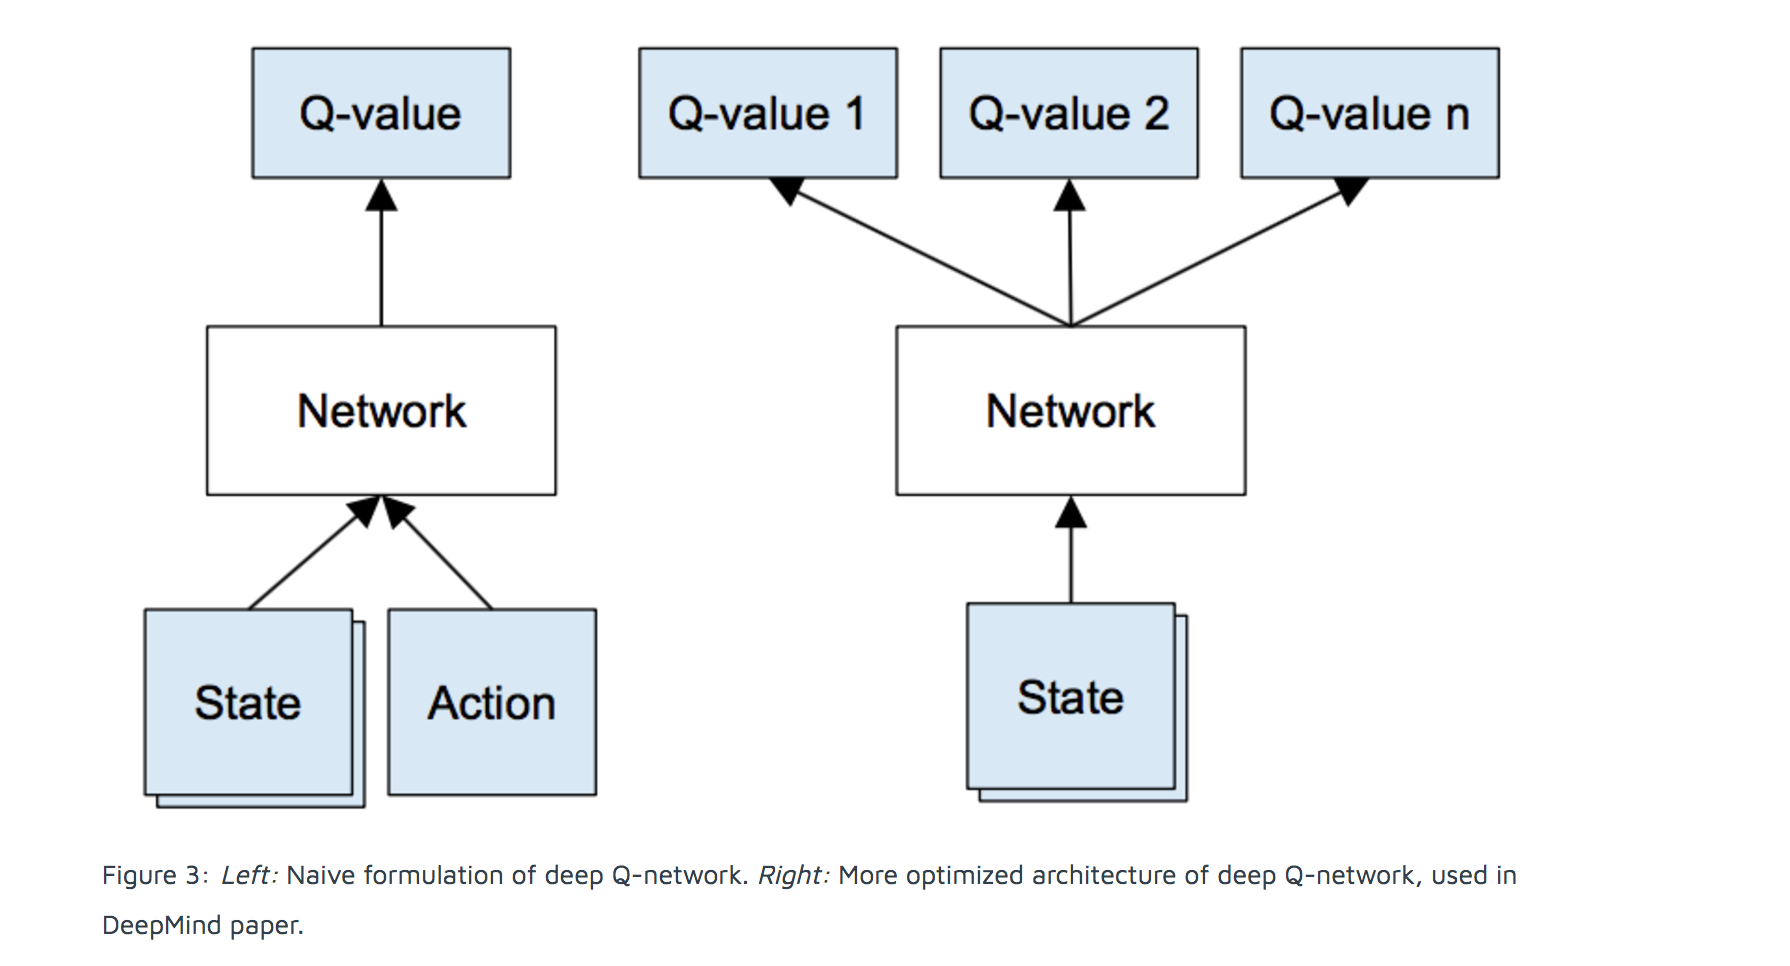 Q-value
Q-value 1
Q-value 2
Q-value n
Network
Network
State
Action
State
Figure 3: Left: Naive formulation of deep Q-network. Right: More optimized architecture of deep Q-network, used in
DeepMind paper.